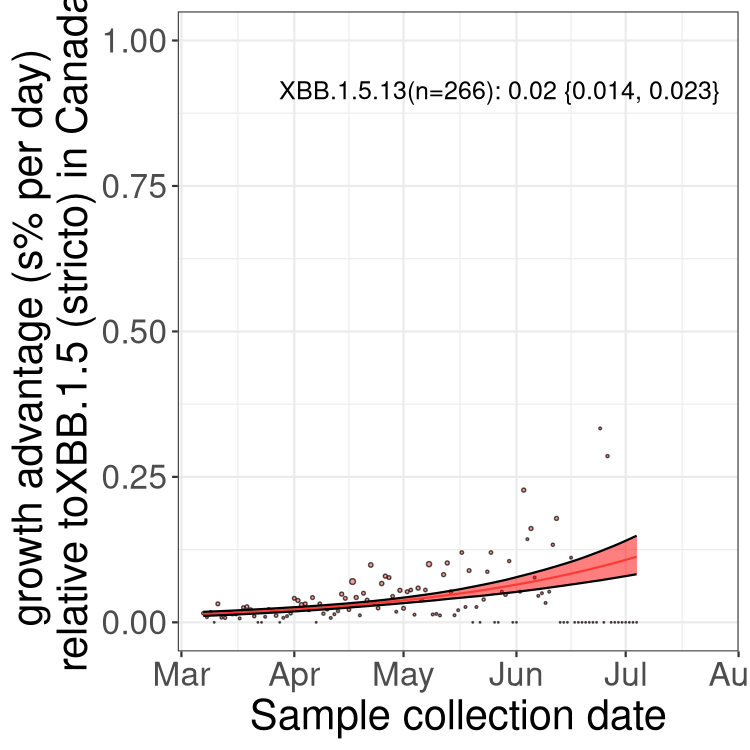 growth advantage (s% per day)
relative toXBB.1.5 (stricto) in Canada
1.00
0.75
0.50
0.25
0.00
XBB.1.5.13(n=266): 0.02 {0.014, 0.023}
Mar Apr May Jun Jul Au
Sample collection date